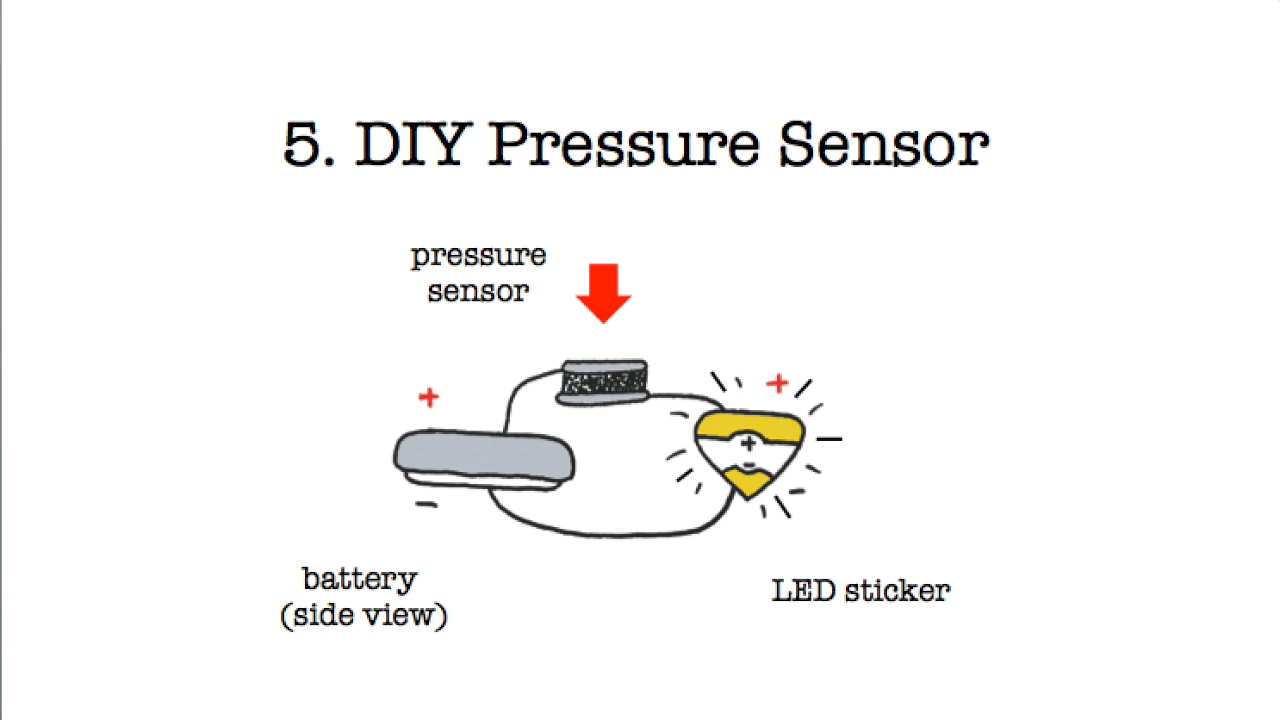 5. DIY Pressure Sensor
pressure
sensor
+
+
+
-
-
battery
(side view)
LED sticker